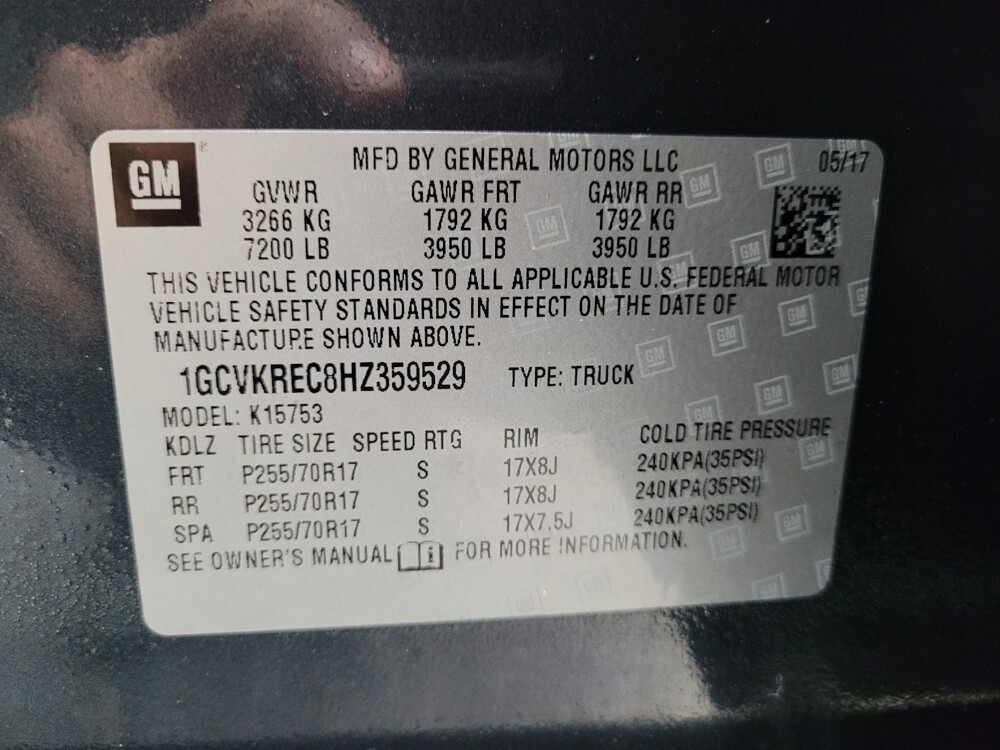 GM
MFD BY GENERAL MOTORS LLC 05/17
GVWR GAWR FRT GAWR RR
3266 KG 1792 KG 1792 KG
7200 LB 3950 LB 3950 LB
THIS VEHICLE CONFORMS TO ALL APPLICABLE U.S. FEDERAL MOTOR
VEHICLE SAFETY STANDARDS IN EFFECT ON THE DATE OF
MANUFACTURE SHOWN ABOVE.
1GCVKREC8HZ359529 TYPE: TRUCK
MODEL: K15753
KDLZ TIRE SIZE SPEED RTG RIM COLD TIRE PRESSURE
FRT P255/70R17 S 17X8J 240KPA(35PSI)
RR P255/70R17 S 17X8J 240KPA(35PSI)
SPA P255/70R17 S 17X7.5J 240KPA(35PSI)
SEE OWNER'S MANUAL FOR MORE INFORMATION.